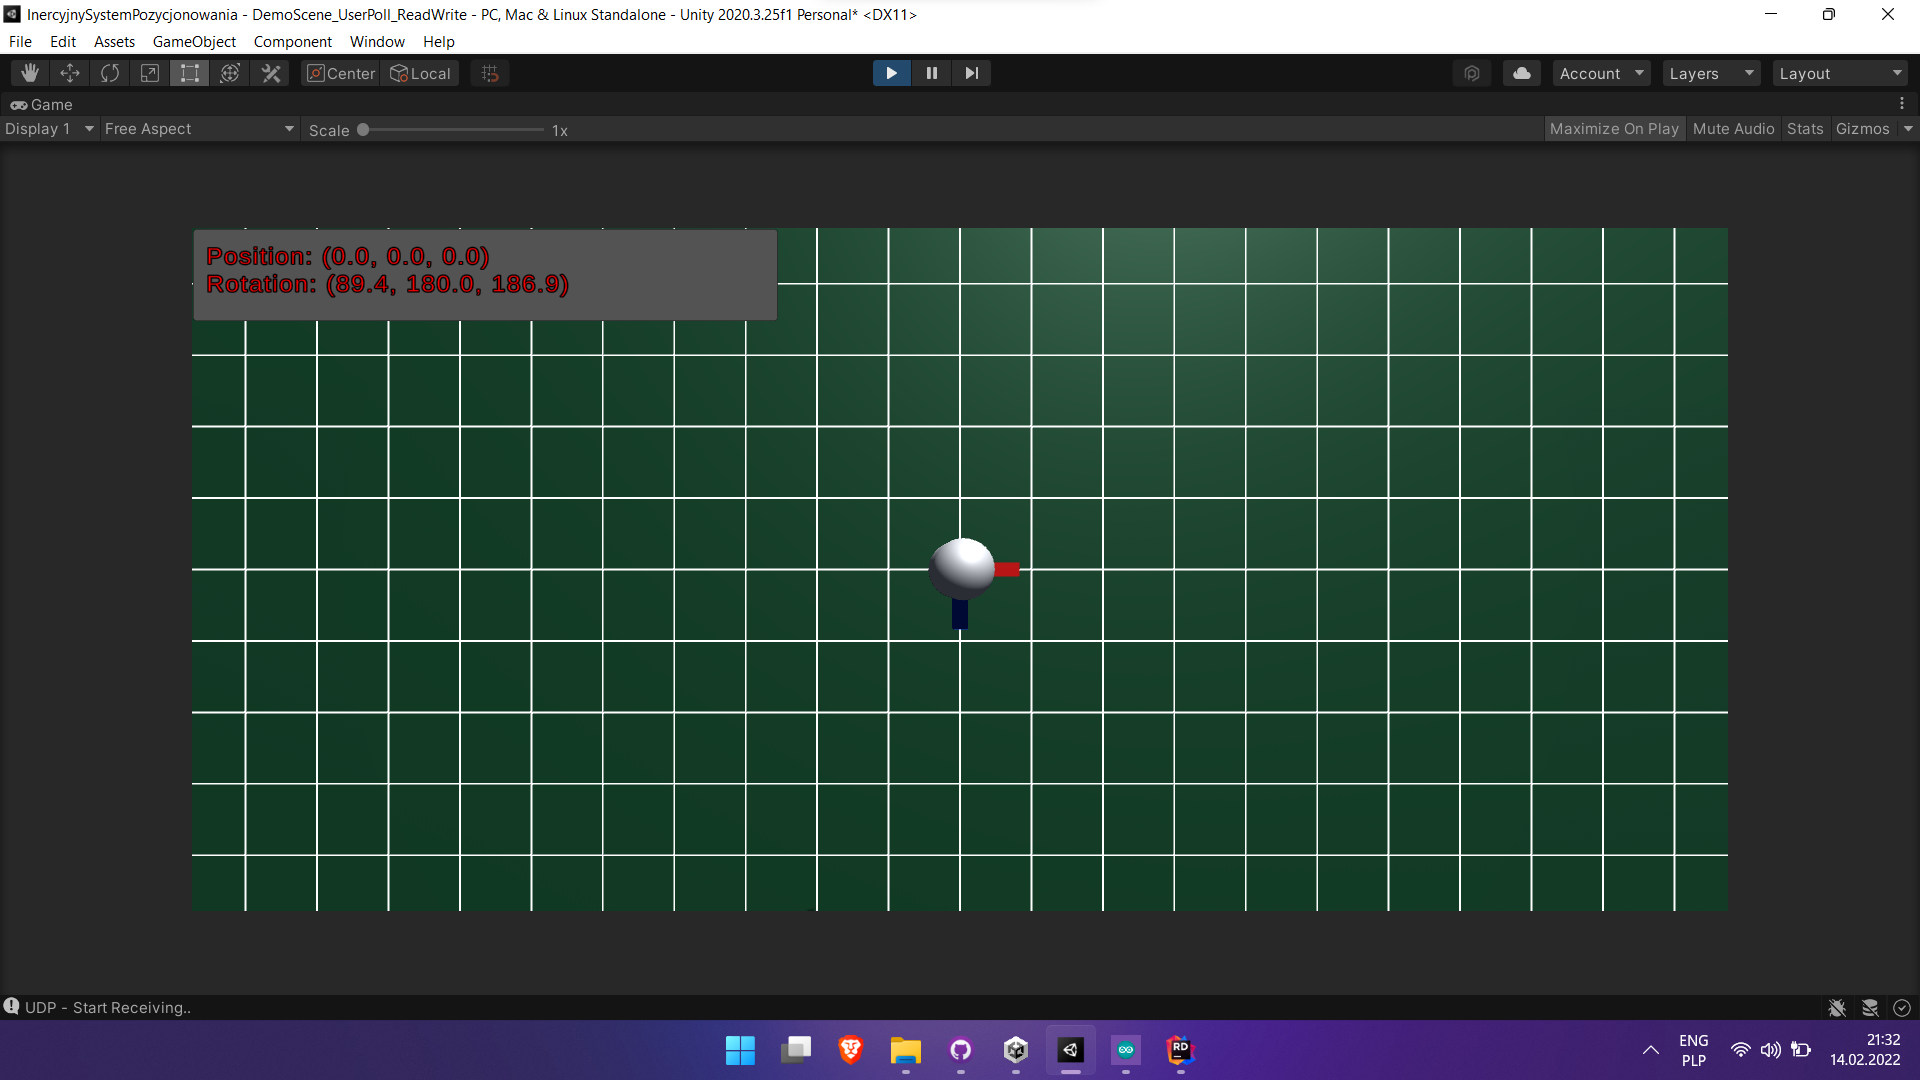 InercyjnySystemPozycjonowania - DemoScene_UserPoll_ReadWrite - PC, Mac & Linux Standalone - Unity 2020.3.25f1 Personal* <DX11>
File Edit Assets GameObject Component Window Help
Center Local Account Layers Layout
Game
Display 1 Free Aspect Scale 1x Maximize On Play Mute Audio Stats Gizmos
Position: (0.0, 0.0, 0.0)
Rotation: (89.4, 180.0, 186.9)
UDP - Start Receiving..
RD
ENG 21:32
PLP 14.02.2022